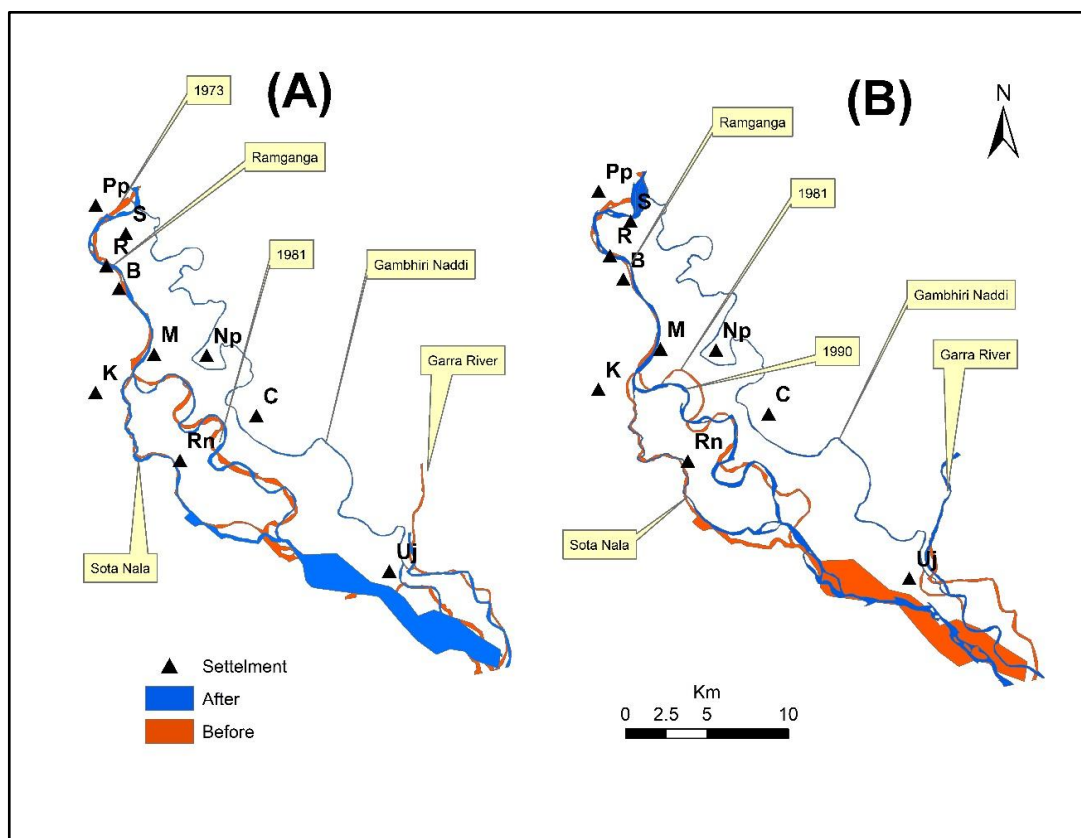 (A)
1973
Ramganga
Pp
S
R
B
1981
Gambhiri Naddi
M
Np
K
Garra River
C
Rn
Sota Nala
Uj
(B)
N
Ramganga
Pp
1981
S
R
B
Gambhiri Naddi
M
Np
1990
Garra River
K
C
Rn
Sota Nala
Uj
Settelment
After
Before
Km
0 2.5 5 10